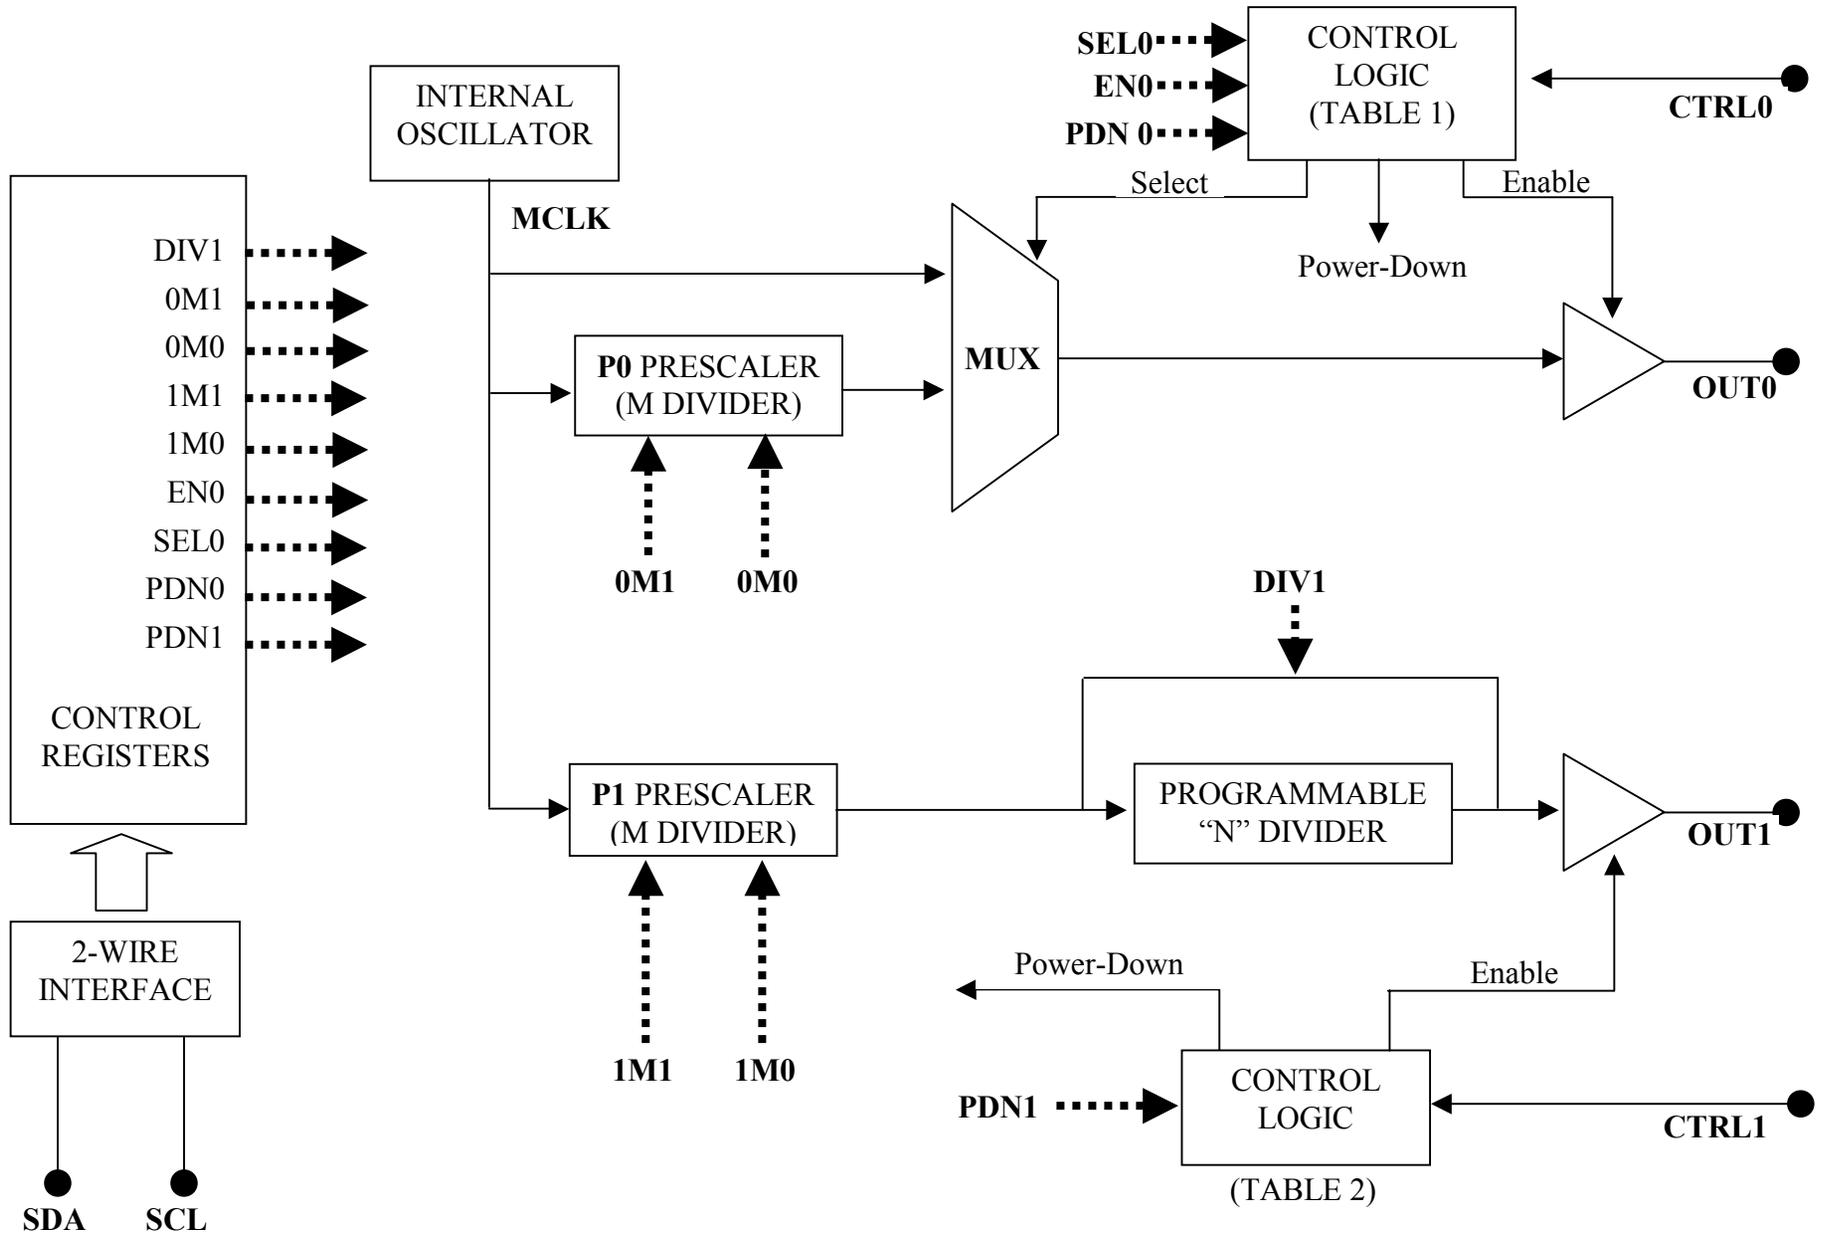 SEL0
EN0
PDN 0
CONTROL
LOGIC
(TABLE 1)
CTRL0
INTERNAL
OSCILLATOR
MCLK
Select
Enable
Power-Down
DIV1
0M1
0M0
1M1
1M0
EN0
SEL0
PDN0
PDN1
CONTROL
REGISTERS
P0 PRESCALER
(M DIVIDER)
MUX
OUT0
0M1
0M0
DIV1
P1 PRESCALER
(M DIVIDER)
PROGRAMMABLE
“N” DIVIDER
OUT1
1M1
1M0
2-WIRE
INTERFACE
SDA
SCL
Power-Down
Enable
PDN1
CONTROL
LOGIC
CTRL1
(TABLE 2)